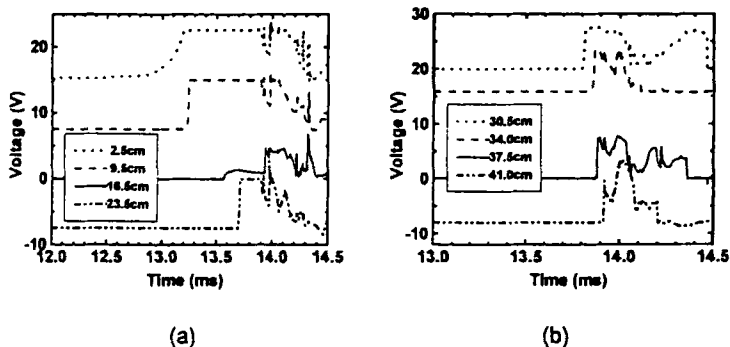 20
10
0
-10
Voltage (V)
2.5cm
9.5cm
16.5cm
23.5cm
12.0 12.5 13.0 13.5 14.0 14.5
Time (ms)
(a)
30
20
10
0
-10
Voltage (V)
30.5cm
34.0cm
37.5cm
41.0cm
13.0 13.5 14.0 14.5
Time (ms)
(b)